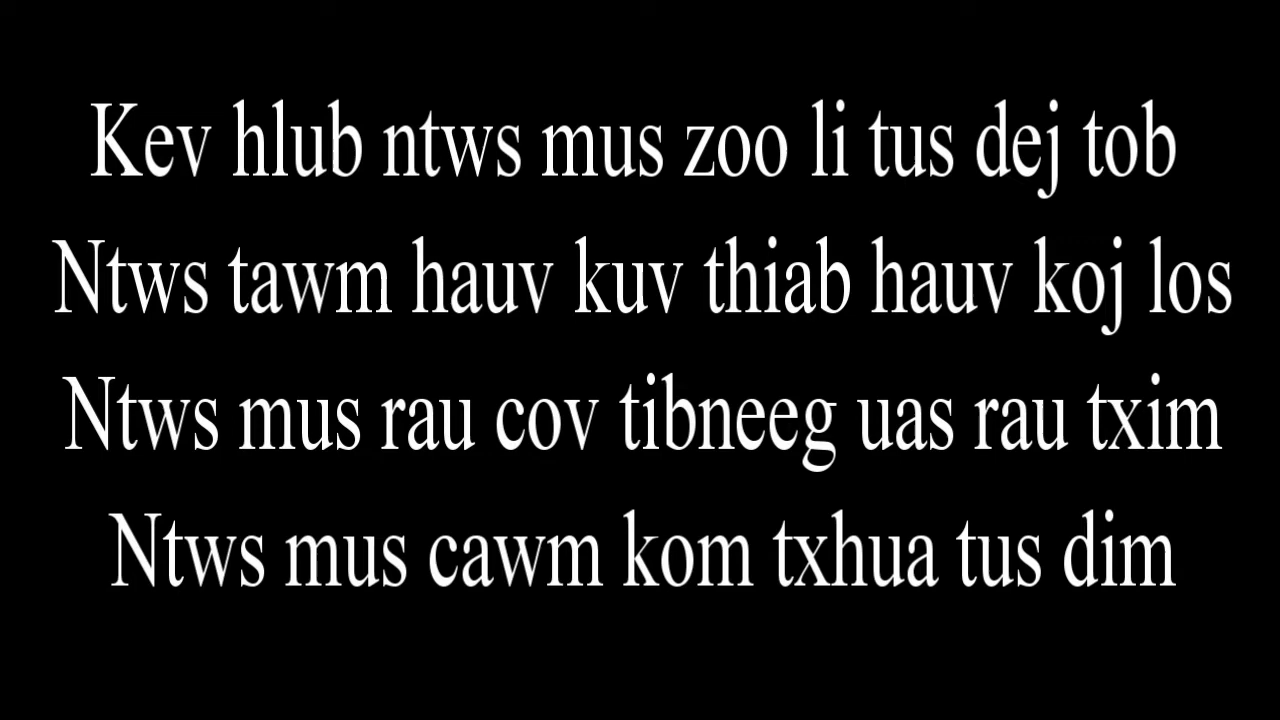 Kev hlub ntws mus zoo li tus dej tob
Ntws tawm hauv kuv thiab hauv koj los
Ntws mus rau cov tibneeg uas rau txim
Ntws mus cawm kom txhua tus dim